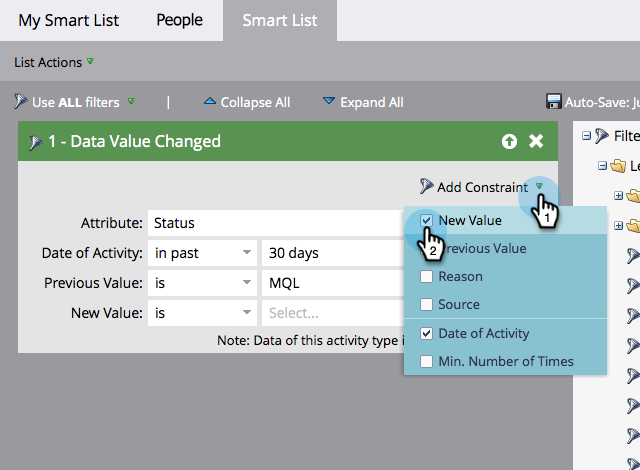 My Smart List People Smart List
List Actions
Use ALL filters | Collapse All Expand All Auto-Save: Ju
1 - Data Value Changed Filte
Le
Add Constraint
1
Attribute: Status New Value
2
Date of Activity: in past 30 days Previous Value
Previous Value: is MQL Reason
New Value: is Select... Source
Note: Data of this activity type i Date of Activity
Min. Number of Times